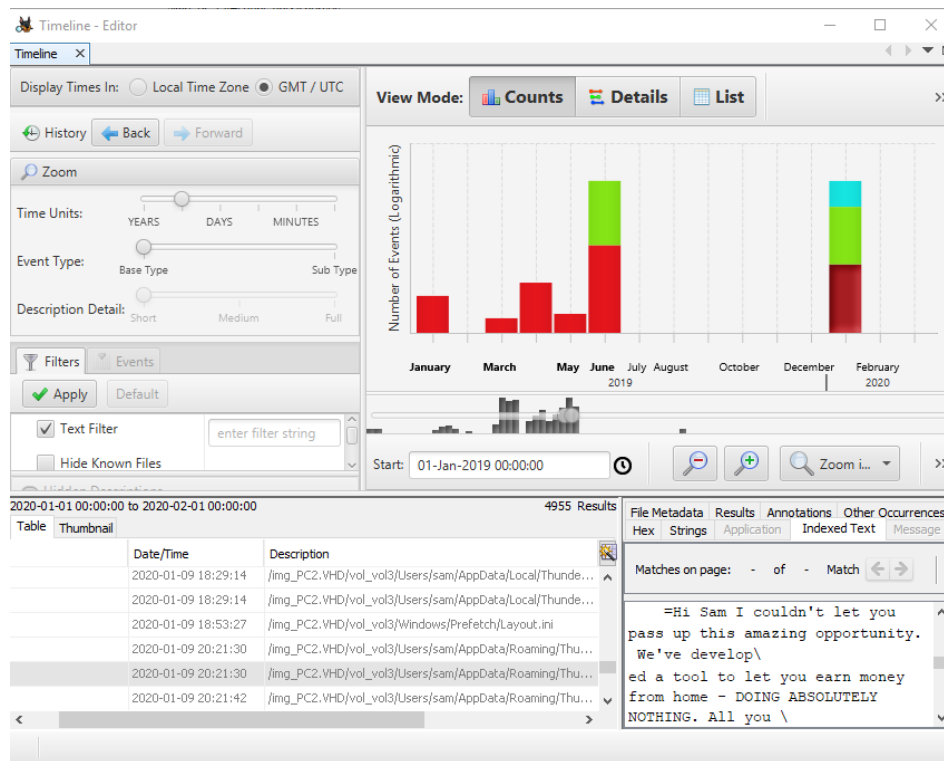 Timeline - Editor
Timeline
Display Times In: Local Time Zone GMT / UTC
View Mode: Counts Details List
History Back Forward
Zoom
Time Units:
YEARS DAYS MINUTES
Event Type:
Base Type Sub Type
Description Detail:
Short Medium Full
Number of Events (Logarithmic)
January March May June July August October December February
2019 2020
Filters Events
Apply Default
Text Filter enter filter string
Hide Known Files
Start: 01-Jan-2019 00:00:00 Zoom i...
2020-01-01 00:00:00 to 2020-02-01 00:00:00 4955 Results
Table Thumbnail
Date/Time Description
2020-01-09 18:29:14 /img_PC2.VHD/vol_vol3/Users/sam/AppData/Local/Thunde...
2020-01-09 18:29:14 /img_PC2.VHD/vol_vol3/Users/sam/AppData/Local/Thunde...
2020-01-09 18:53:27 /img_PC2.VHD/vol_vol3/Windows/Prefetch/Layout.ini
2020-01-09 20:21:30 /img_PC2.VHD/vol_vol3/Users/sam/AppData/Roaming/Thu...
2020-01-09 20:21:30 /img_PC2.VHD/vol_vol3/Users/sam/AppData/Roaming/Thu...
2020-01-09 20:21:42 /img_PC2.VHD/vol_vol3/Users/sam/AppData/Roaming/Thu...
File Metadata Results Annotations Other Occurrences
Hex Strings Application Indexed Text Message
Matches on page: - of - Match
=Hi Sam I couldn't let you
pass up this amazing opportunity.
We've develop\
ed a tool to let you earn money
from home - DOING ABSOLUTELY
NOTHING. All you \